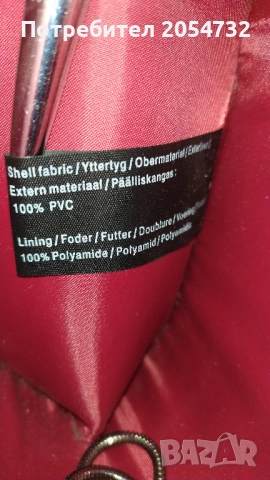 Потребител 2054732
Shell fabric / Yttertyg / Obermaterial /
Extern materiaal / Päälliskangas:
100% PVC
Lining / Foder / Futter / Doublure /
100% Polyamide / Polyamid / Polyamide
BAZAR